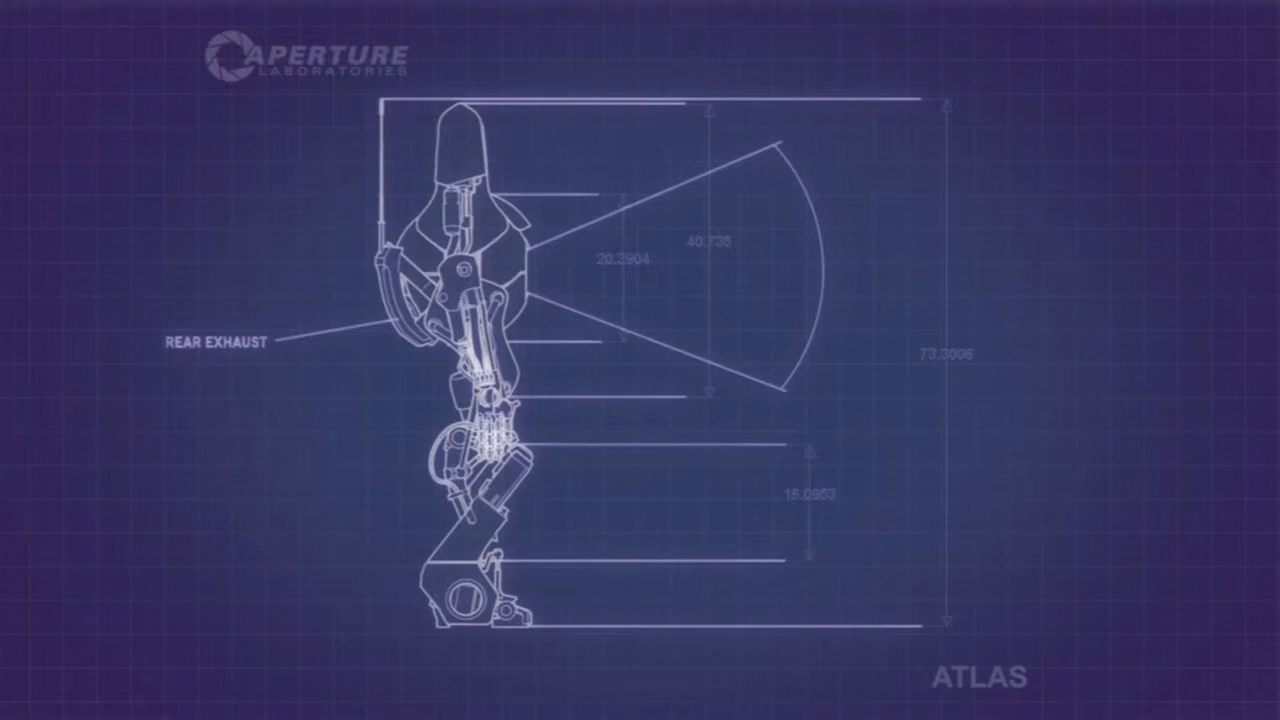 APERTURE
LABORATORIES
40.735
20.3904
REAR EXHAUST
73.3006
16.0953
ATLAS